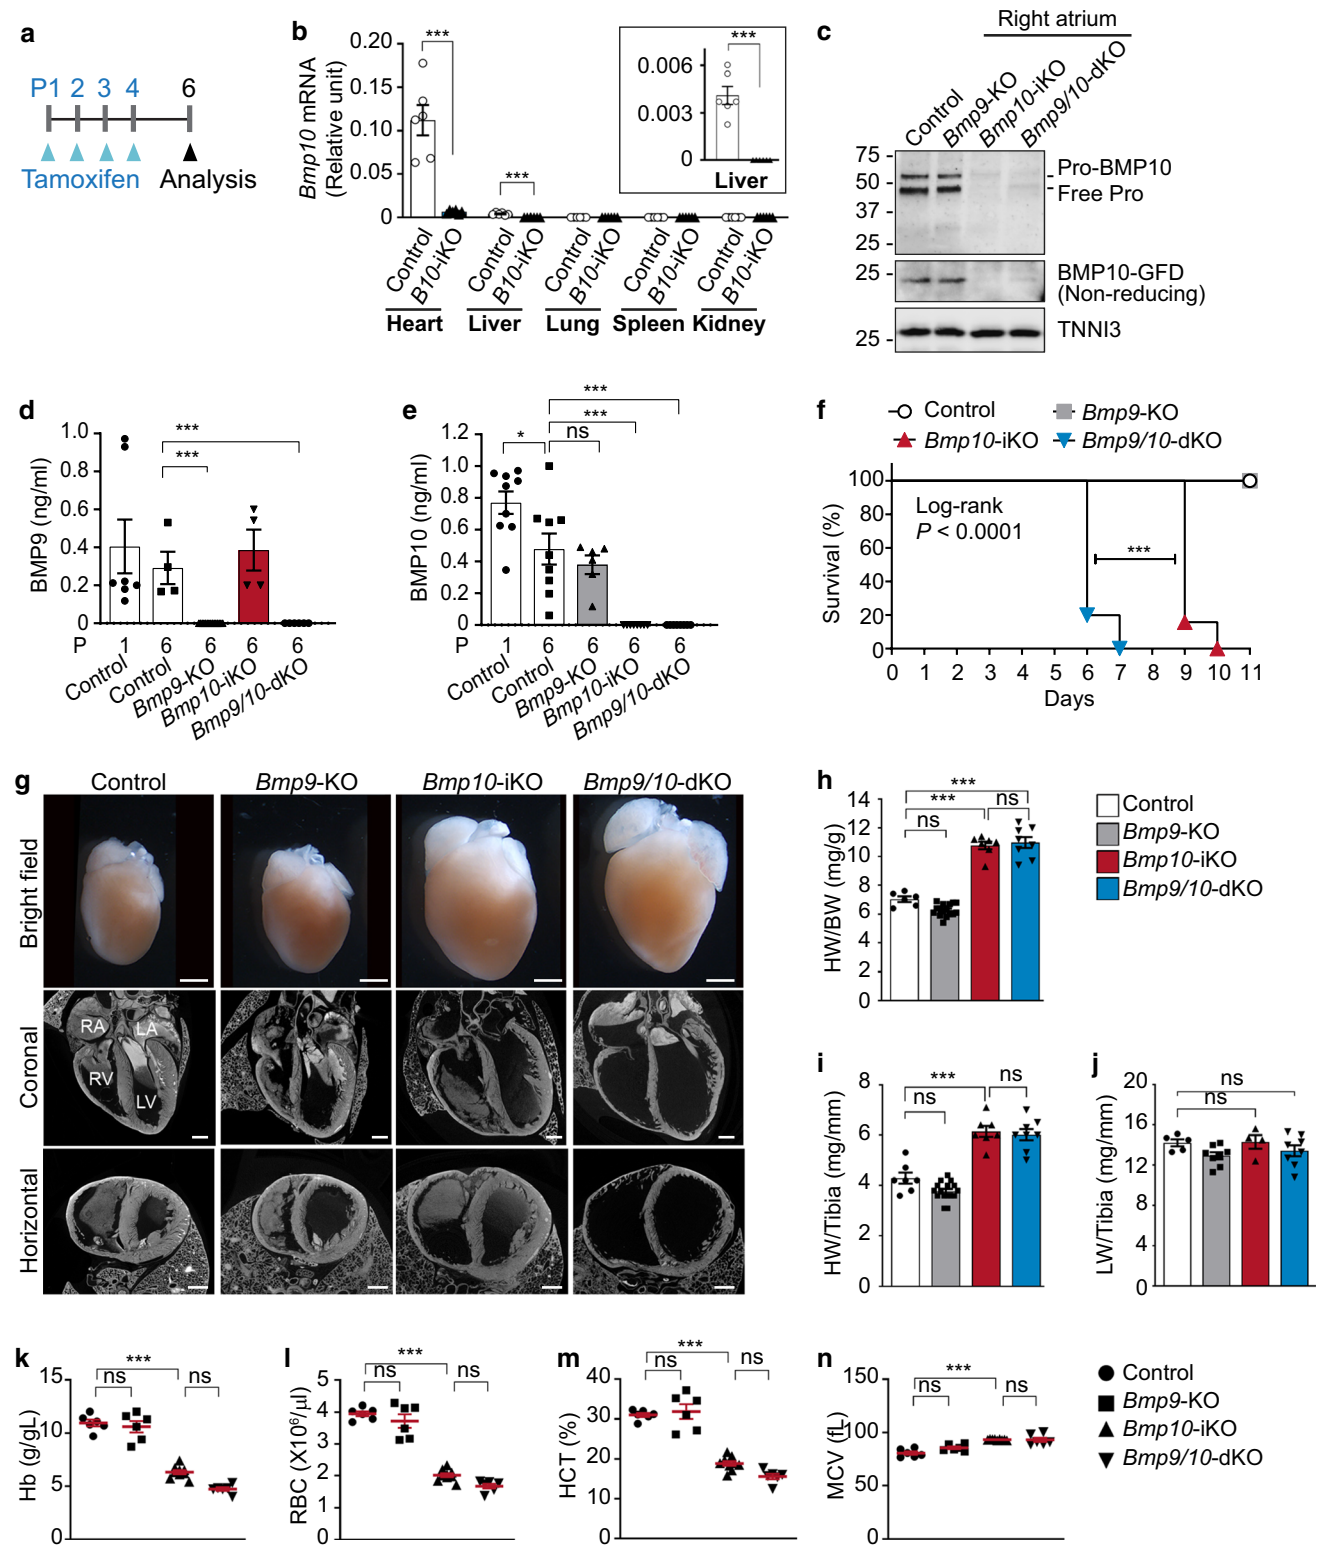 a
P1 2 3 4 6
Tamoxifen Analysis
b
Bmp10 mRNA
(Relative unit)
0.20
0.15
0.10
0.05
0
***
***
Control
B10-iKO
Control
B10-iKO
Control
B10-iKO
Control
B10-iKO
Control
B10-iKO
Heart Liver Lung Spleen Kidney
***
0.006
0.003
0
Liver
c
Right atrium
Control
Bmp9-KO
Bmp10-iKO
Bmp9/10-dKO
75 -
50 -
37 -
25 -
Pro-BMP10
Free Pro
25 -
BMP10-GFD
(Non-reducing)
25 -
TNNI3
d
BMP9 (ng/ml)
1.0
0.8
0.6
0.4
0.2
0
***
***
P 1 6 6 6 6
Control
Control
Bmp9-KO
Bmp10-iKO
Bmp9/10-dKO
e
BMP10 (ng/ml)
1.2
1.0
0.8
0.6
0.4
0.2
0
***
***
* ns
P 1 6 6 6 6
Control
Control
Bmp9-KO
Bmp10-iKO
Bmp9/10-dKO
f
Control Bmp9-KO
Bmp10-iKO Bmp9/10-dKO
Survival (%)
100
80
60
40
20
0
Log-rank
P < 0.0001
***
0 1 2 3 4 5 6 7 8 9 10 11
Days
g
Control Bmp9-KO Bmp10-iKO Bmp9/10-dKO
Bright field
Coronal
RA LA
RV
LV
Horizontal
h
HW/BW (mg/g)
14
12
10
8
6
4
2
0
***
*** ns
ns
Control
Bmp9-KO
Bmp10-iKO
Bmp9/10-dKO
i
HW/Tibia (mg/mm)
8
6
4
2
0
*** ns
ns
j
LW/Tibia (mg/mm)
20
16
12
8
4
0
ns
ns
k
Hb (g/gL)
15
10
5
0
***
ns ns
l
RBC (X10⁶/µl)
5
4
3
2
1
0
***
ns ns
m
HCT (%)
40
30
20
10
0
***
ns ns
n
MCV (fL)
150
100
50
0
***
ns ns
Control
Bmp9-KO
Bmp10-iKO
Bmp9/10-dKO